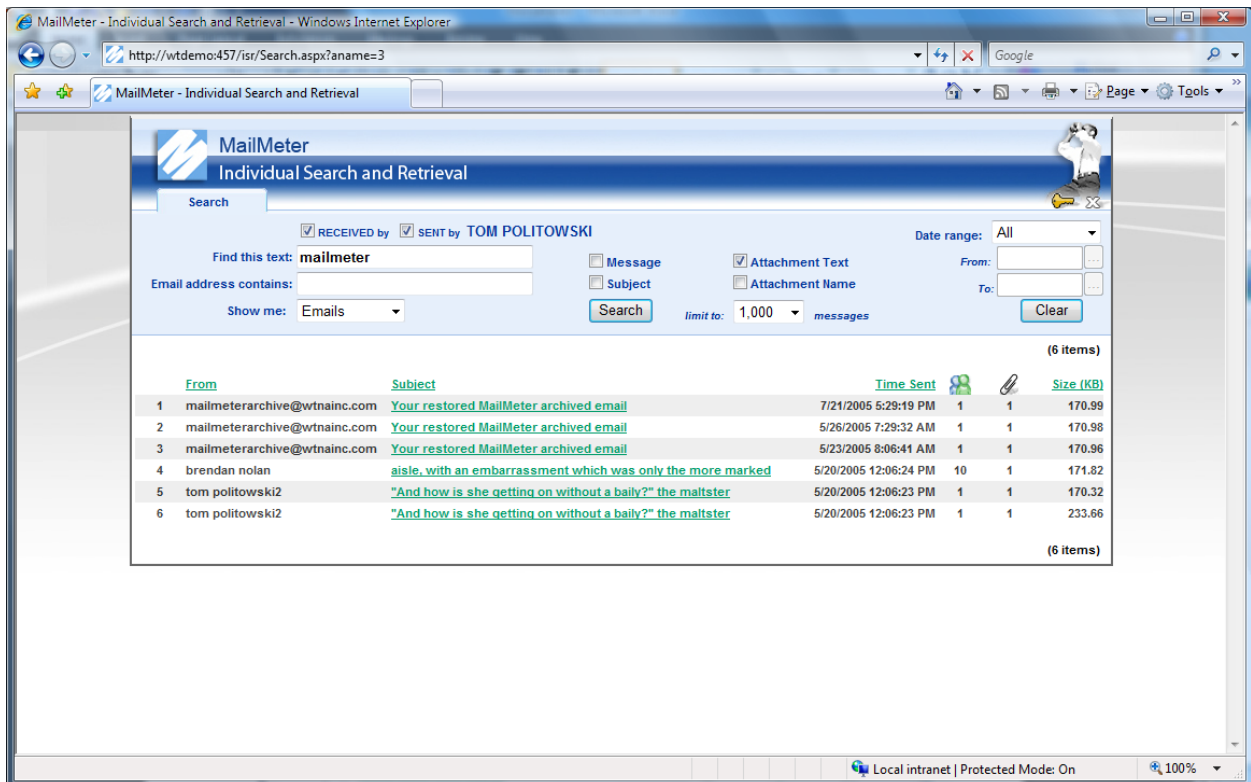 MailMeter - Individual Search and Retrieval - Windows Internet Explorer
http://wtdemo:457/isr/Search.aspx?aname=3
Google
MailMeter - Individual Search and Retrieval
Page
Tools
MailMeter
Individual Search and Retrieval
Search
RECEIVED by SENT by TOM POLITOWSKI
Date range: All
Find this text: mailmeter
Message
Attachment Text
From:
...
Email address contains:
Subject
Attachment Name
To:
...
Show me: Emails
Search
limit to: 1,000 messages
Clear
(6 items)
From Subject Time Sent Size (KB)
1 mailmeterarchive@wtnainc.com Your restored MailMeter archived email 7/21/2005 5:29:19 PM 1 1 170.99
2 mailmeterarchive@wtnainc.com Your restored MailMeter archived email 5/26/2005 7:29:32 AM 1 1 170.98
3 mailmeterarchive@wtnainc.com Your restored MailMeter archived email 5/23/2005 8:06:41 AM 1 1 170.96
4 brendan nolan aisle, with an embarrassment which was only the more marked 5/20/2005 12:06:24 PM 10 1 171.82
5 tom politowski2 "And how is she getting on without a baily?" the maltster 5/20/2005 12:06:23 PM 1 1 170.32
6 tom politowski2 "And how is she getting on without a baily?" the maltster 5/20/2005 12:06:23 PM 1 1 233.66
(6 items)
Local intranet | Protected Mode: On
100%